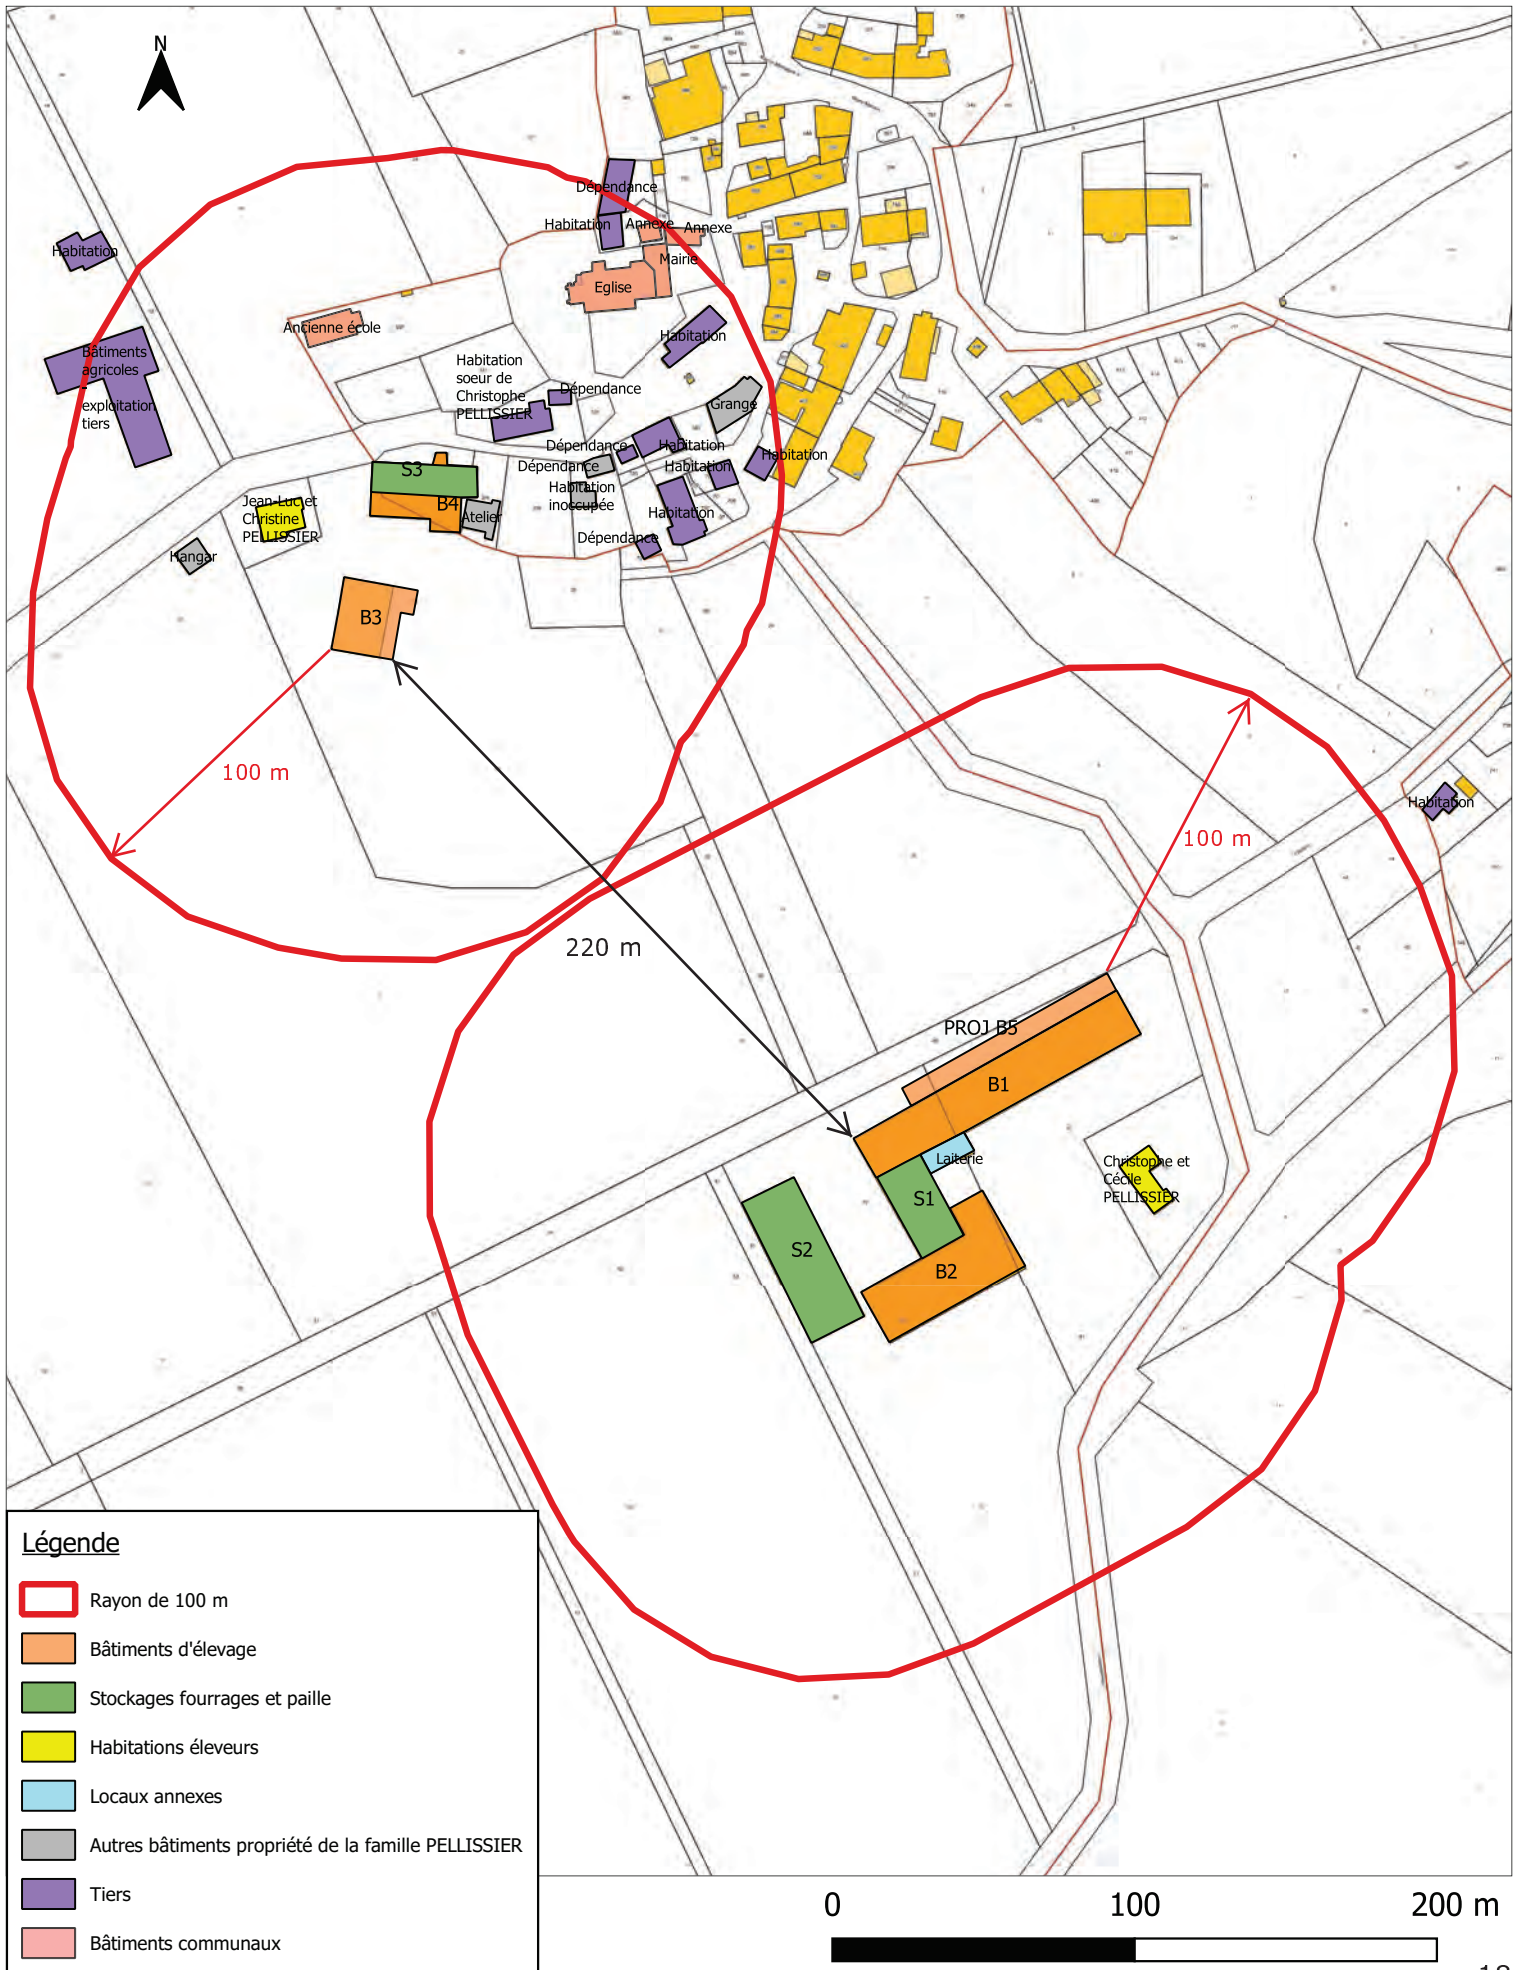 N
Dépendance
Habitation
Annexe
Annexe
Habitation
Mairie
Eglise
Ancienne école
Habitation
Bâtiments
agricoles
-
exploitation
tiers
Habitation
soeur de
Christophe
PELLISSIER
Dépendance
Grange
Dépendance
Habitation
Habitation
Dépendance
Habitation
S3
Habitation
inoccupée
B4
Atelier
Habitation
Jean-Luc et
Christine
PELLISSIER
Dépendance
Hangar
B3
100 m
Habitation
100 m
220 m
PROJ B5
B1
Laiterie
Christophe et
Cécile
PELLISSIER
S1
S2
B2
Légende
Rayon de 100 m
Bâtiments d'élevage
Stockages fourrages et paille
Habitations éleveurs
Locaux annexes
Autres bâtiments propriété de la famille PELLISSIER
Tiers
Bâtiments communaux
0 100 200 m